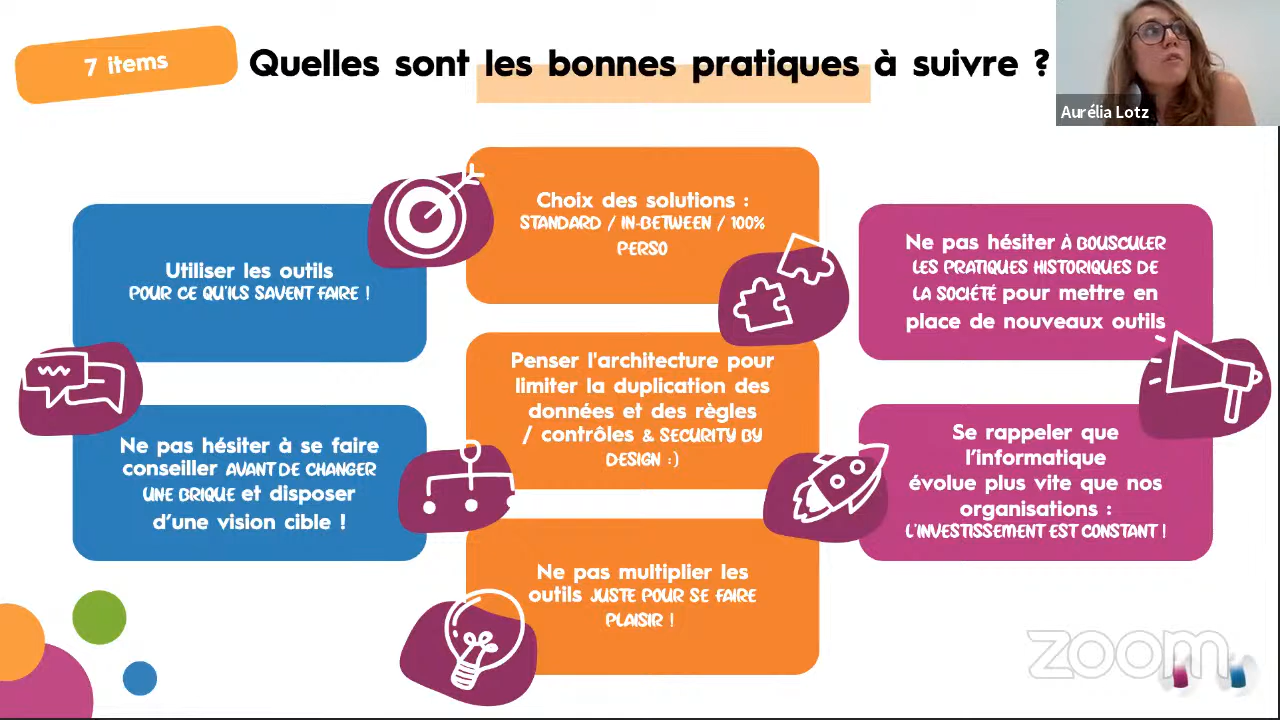 7 items
Quelles sont les bonnes pratiques à suivre ?
Aurélia Lotz
Utiliser les outils
POUR CE QU'ILS SAVENT FAIRE !
Ne pas hésiter à se faire
conseiller AVANT DE CHANGER
UNE BRIQUE et disposer
d'une vision cible !
Choix des solutions :
STANDARD / IN-BETWEEN / 100%
PERSO
Penser l'architecture pour
limiter la duplication des
données et des règles
/ contrôles & SECURITY BY
DESIGN :)
Ne pas multiplier les
outils JUSTE POUR SE FAIRE
PLAISIR !
Ne pas hésiter À BOUSCULER
LES PRATIQUES HISTORIQUES DE
LA SOCIÉTÉ pour mettre en
place de nouveaux outils
Se rappeler que
l'informatique
évolue plus vite que nos
organisations :
L'INVESTISSEMENT EST CONSTANT !
zoom